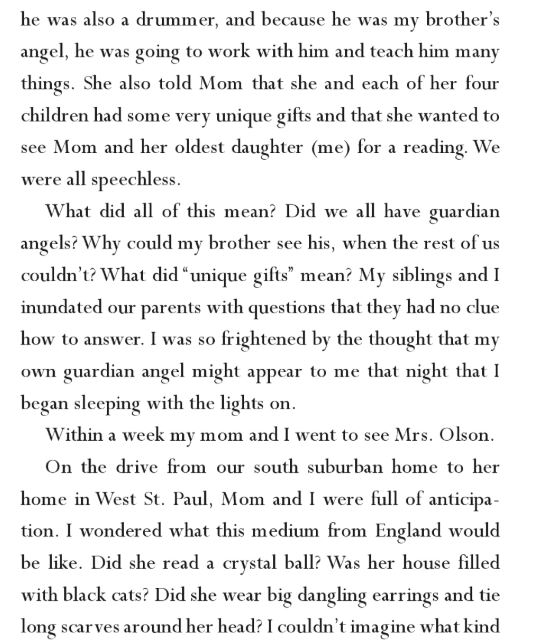 he was also a drummer, and because he was my brother’s
angel, he was going to work with him and teach him many
things. She also told Mom that she and each of her four
children had some very unique gifts and that she wanted to
see Mom and her oldest daughter (me) for a reading. We
were all speechless.
What did all of this mean? Did we all have guardian
angels? Why could my brother see his, when the rest of us
couldn’t? What did “unique gifts” mean? My siblings and I
inundated our parents with questions that they had no clue
how to answer. I was so frightened by the thought that my
own guardian angel might appear to me that night that I
began sleeping with the lights on.
Within a week my mom and I went to see Mrs. Olson.
On the drive from our south suburban home to her
home in West St. Paul, Mom and I were full of anticipa-
tion. I wondered what this medium from England would
be like. Did she read a crystal ball? Was her house filled
with black cats? Did she wear big dangling earrings and tie
long scarves around her head? I couldn’t imagine what kind